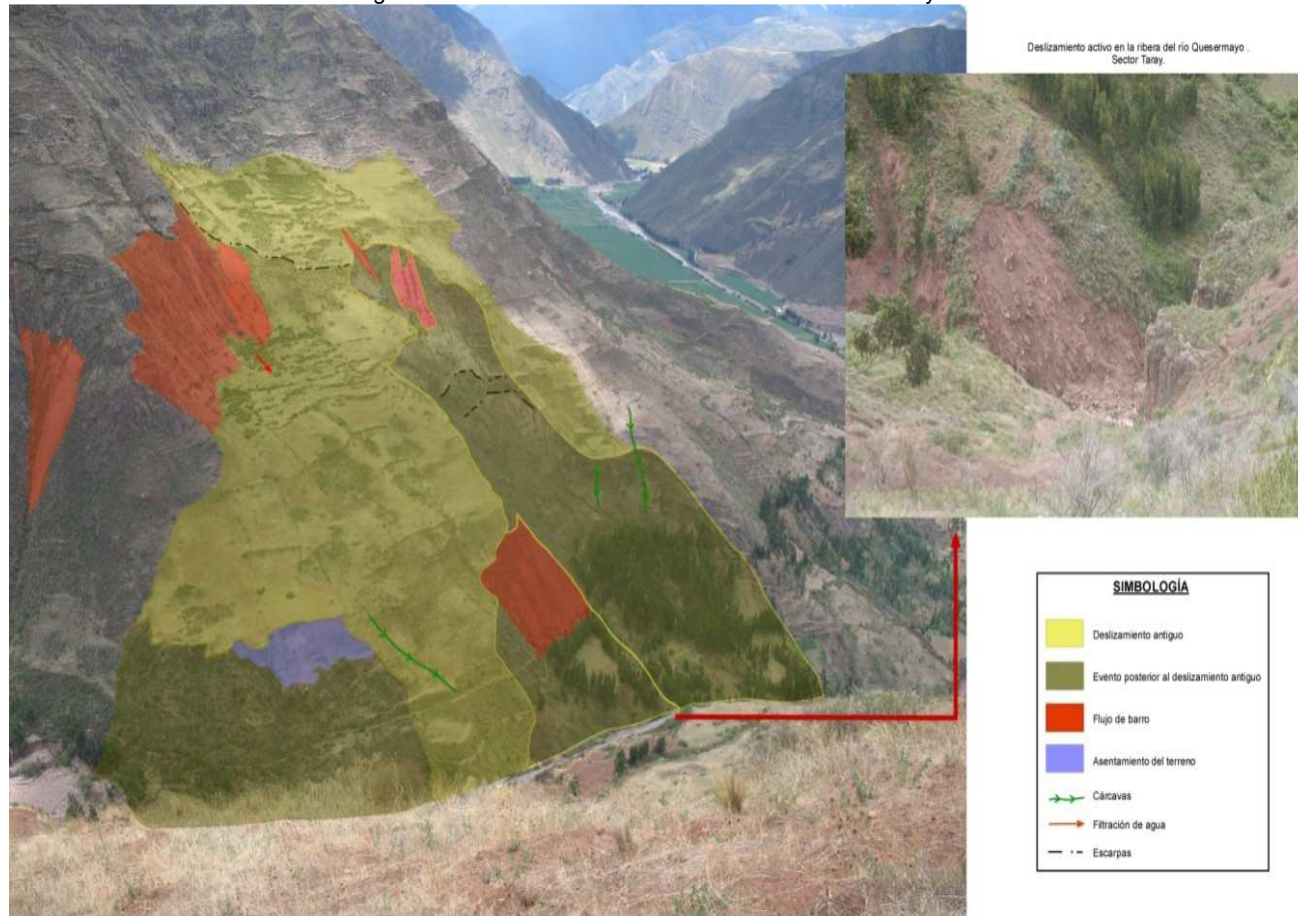 Deslizamiento activo en la ribera del río Quesermayo .
Sector Taray.
SIMBOLOGÍA
Deslizamiento antiguo
Evento posterior al deslizamiento antiguo
Flujo de barro
Asentamiento del terreno
Cárcavas
Filtración de agua
Escarpas